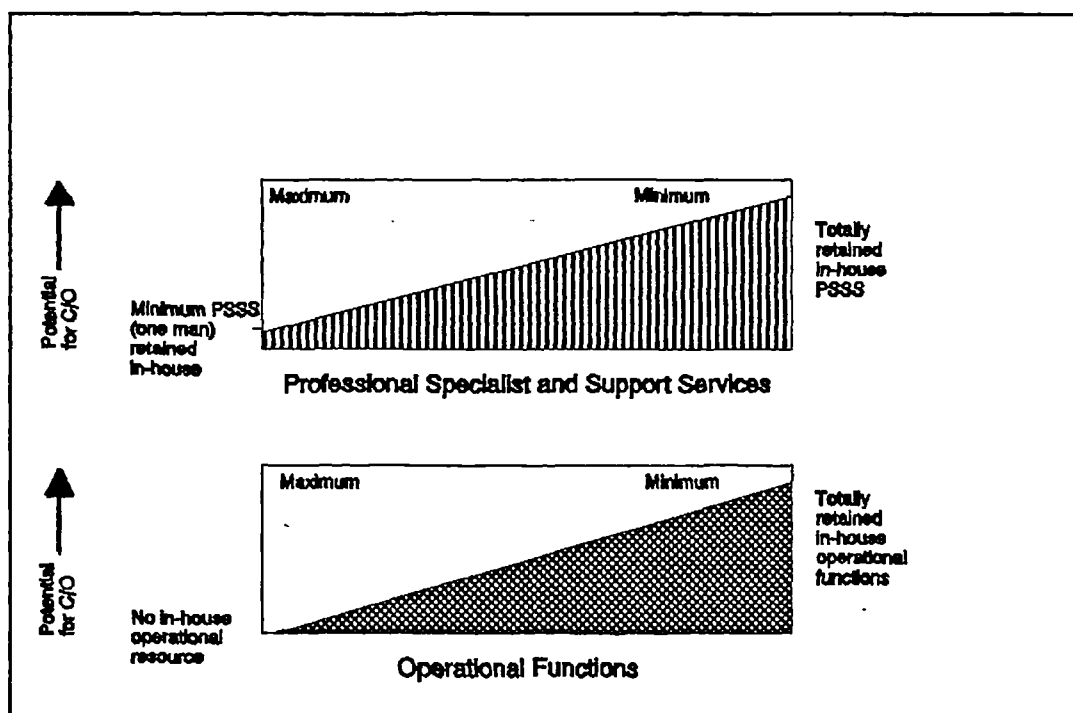 Potential
for C/O
Maximum
Minimum
Minimum PSSS
(one man)
retained
in-house
Totally
retained
in-house
PSSS
Professional Specialist and Support Services
Potential
for C/O
Maximum
Minimum
No in-house
operational
resource
Totally
retained
in-house
operational
functions
Operational Functions